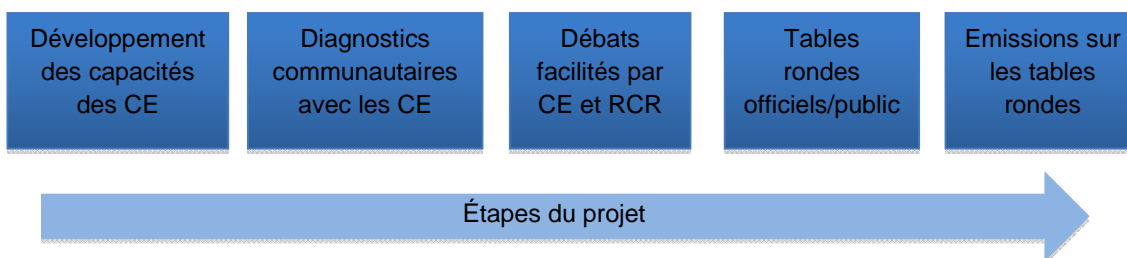 Développement
des capacités
des CE
Diagnostics
communautaires
avec les CE
Débats
facilités par
CE et RCR
Tables
rondes
officiels/public
Emissions sur
les tables
rondes
Étapes du projet